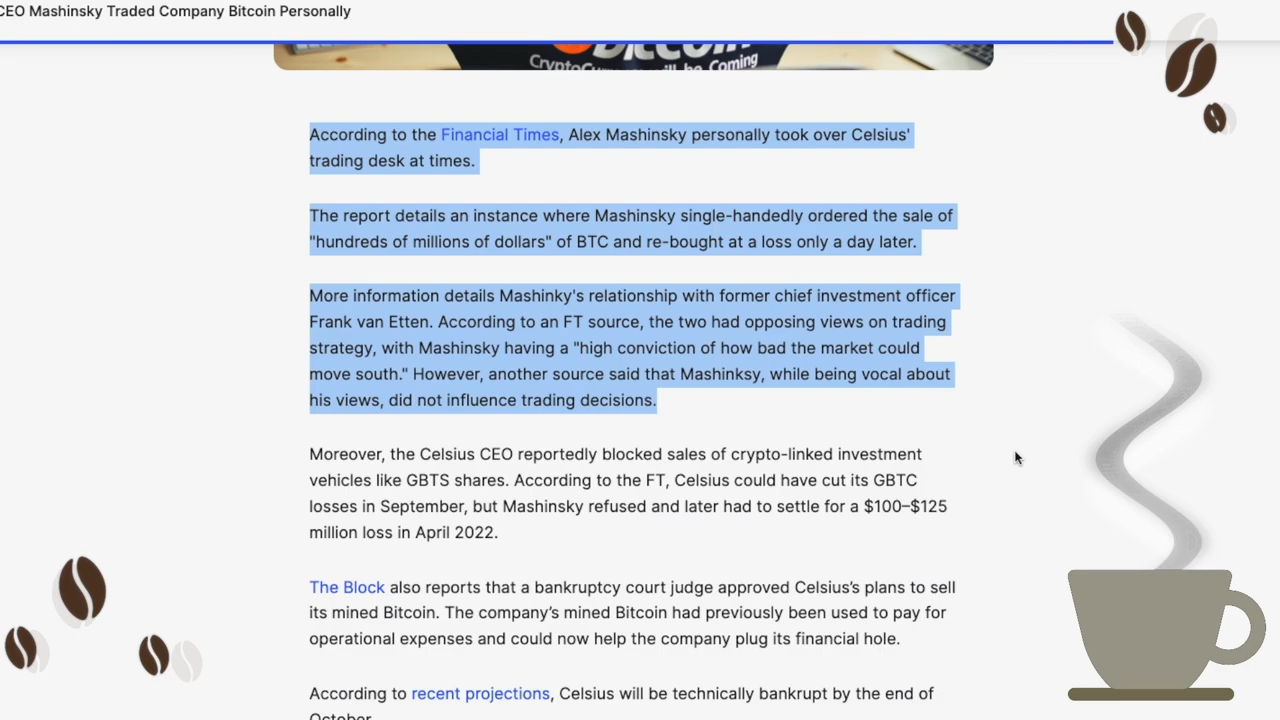 CEO Mashinsky Traded Company Bitcoin Personally
Bitcoin
CryptoCurrency will be Coming
According to the Financial Times, Alex Mashinsky personally took over Celsius'
trading desk at times.
The report details an instance where Mashinsky single-handedly ordered the sale of
"hundreds of millions of dollars" of BTC and re-bought at a loss only a day later.
More information details Mashinky's relationship with former chief investment officer
Frank van Etten. According to an FT source, the two had opposing views on trading
strategy, with Mashinsky having a "high conviction of how bad the market could
move south." However, another source said that Mashinksy, while being vocal about
his views, did not influence trading decisions.
Moreover, the Celsius CEO reportedly blocked sales of crypto-linked investment
vehicles like GBTS shares. According to the FT, Celsius could have cut its GBTC
losses in September, but Mashinsky refused and later had to settle for a $100–$125
million loss in April 2022.
The Block also reports that a bankruptcy court judge approved Celsius’s plans to sell
its mined Bitcoin. The company’s mined Bitcoin had previously been used to pay for
operational expenses and could now help the company plug its financial hole.
According to recent projections, Celsius will be technically bankrupt by the end of
October.